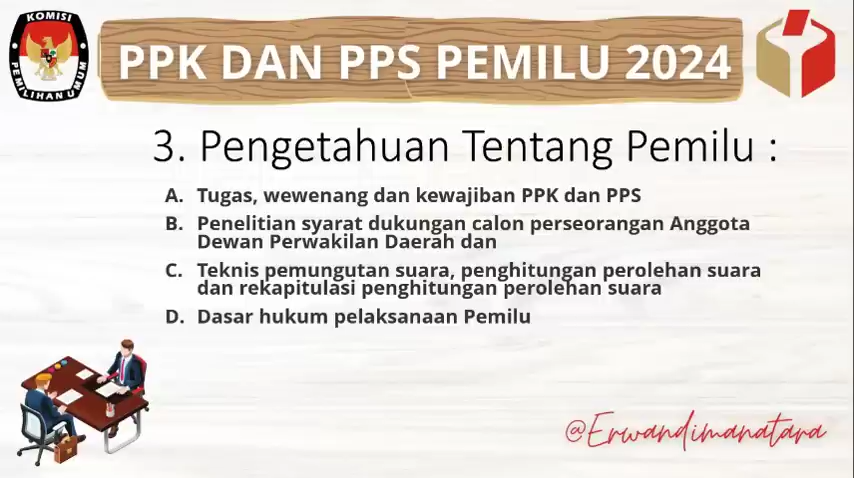 KOMISI
PEMILIHAN UMUM
PPK DAN PPS PEMILU 2024
3. Pengetahuan Tentang Pemilu :
A. Tugas, wewenang dan kewajiban PPK dan PPS
B. Penelitian syarat dukungan calon perseorangan Anggota
Dewan Perwakilan Daerah dan
C. Teknis pemungutan suara, penghitungan perolehan suara
dan rekapitulasi penghitungan perolehan suara
D. Dasar hukum pelaksanaan Pemilu
@Erwandimanatara